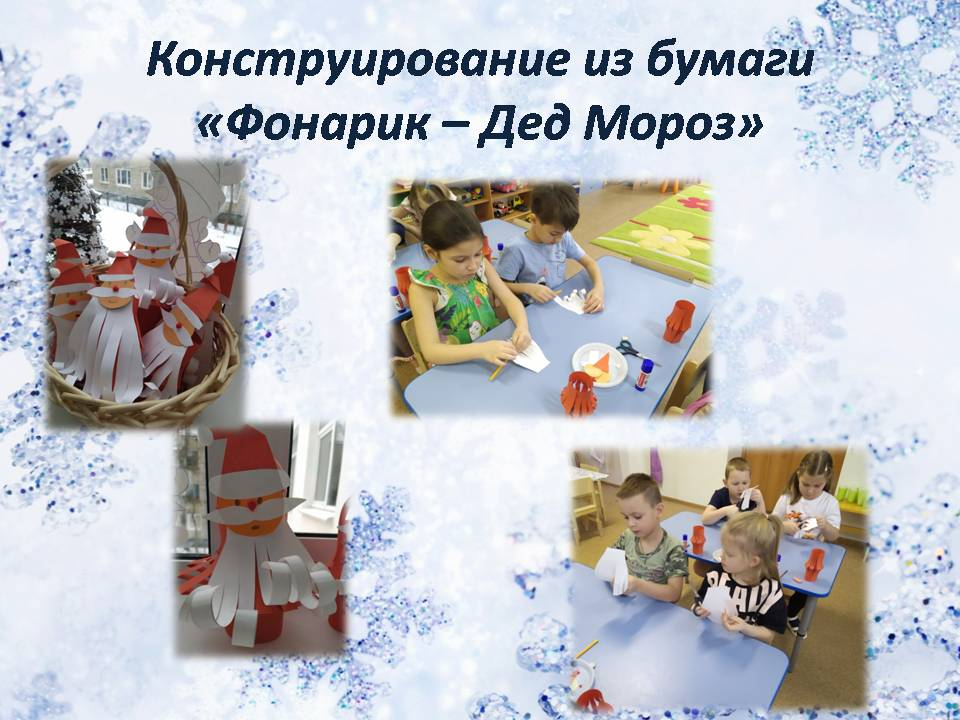 Конструирование из бумаги
«Фонарик – Дед Мороз»